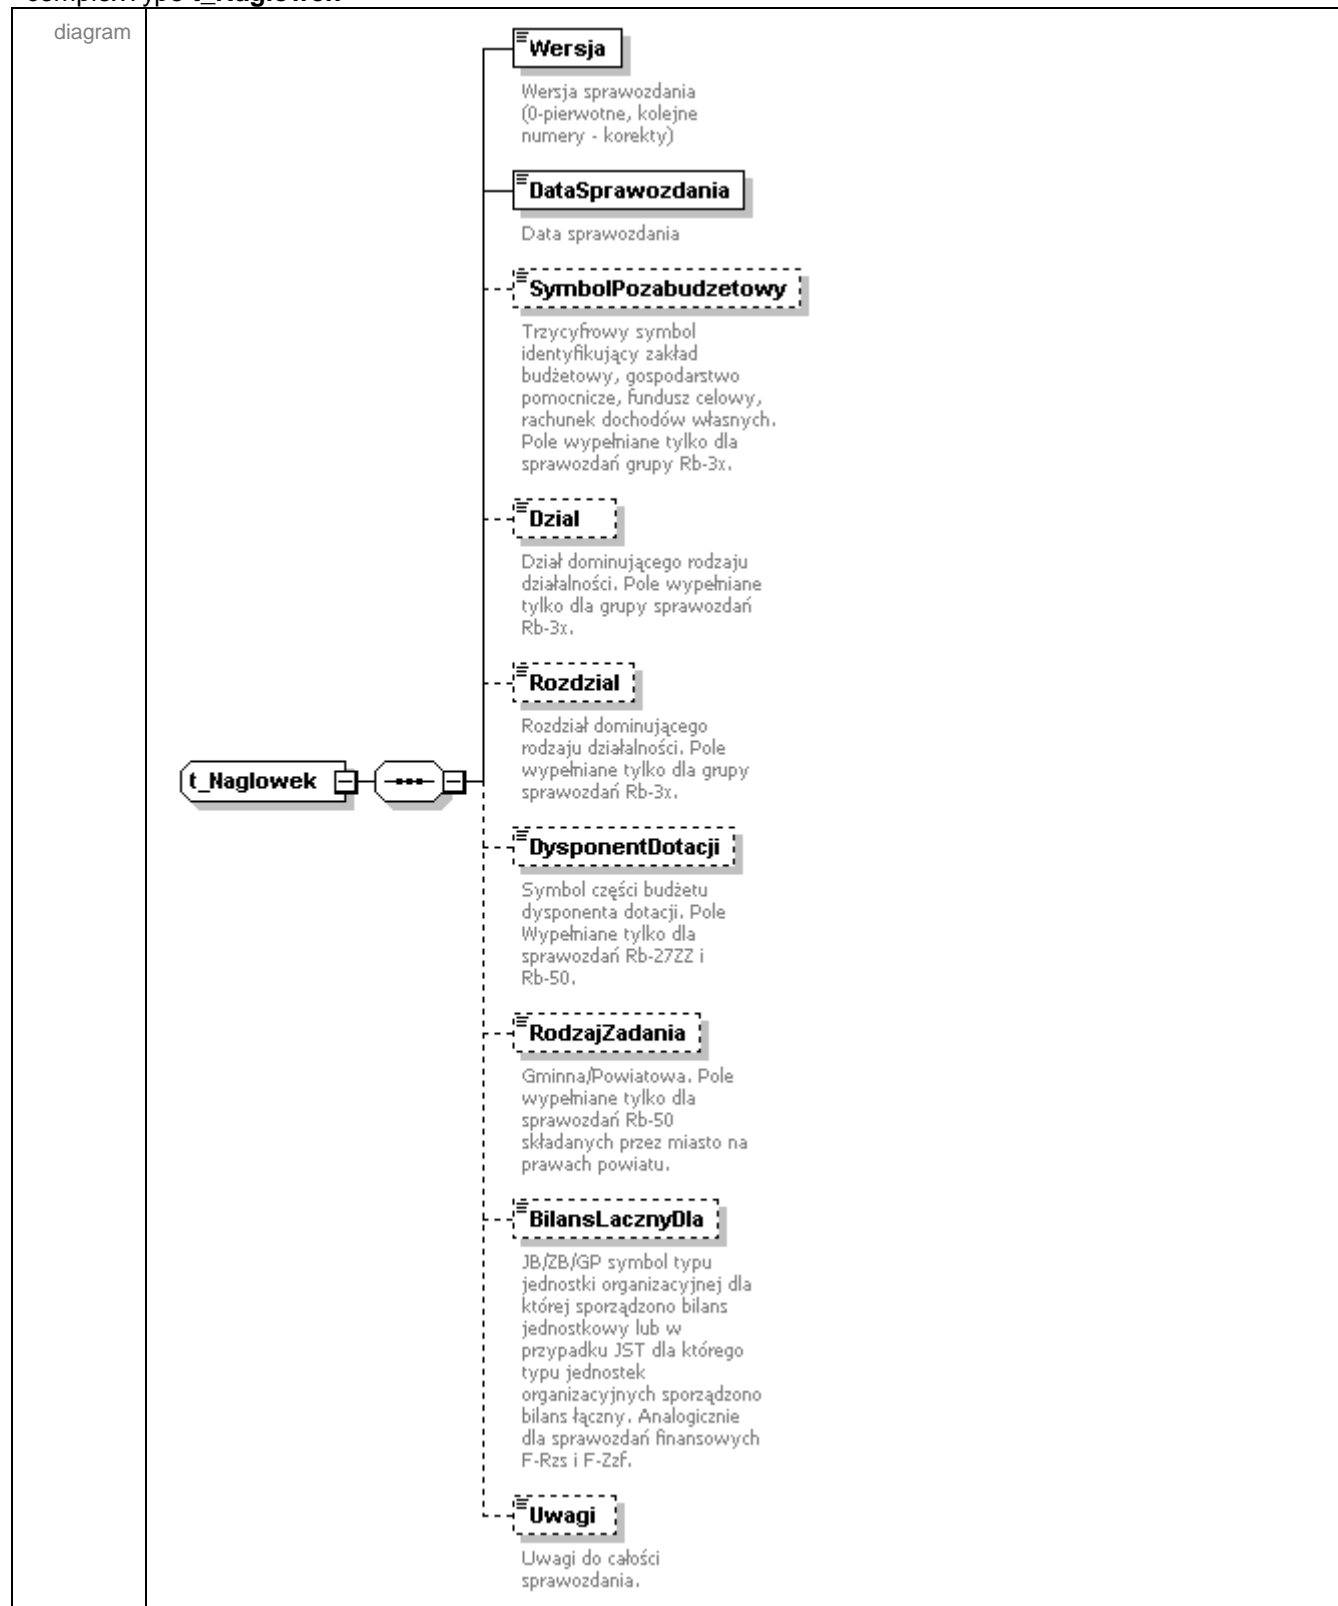 complexType t_Naglowek
diagram
Wersja
Wersja sprawozdania
(0-pierwotne, kolejne
numery - korekty)
DataSprawozdania
Data sprawozdania
SymbolPozabudzetowy
Trzycyfrowy symbol
identyfikujący zakład
budżetowy, gospodarstwo
pomocnicze, fundusz celowy,
rachunek dochodów własnych.
Pole wypełniane tylko dla
sprawozdań grupy Rb-3x.
Dzial
Dział dominującego rodzaju
działalności. Pole wypełniane
tylko dla grupy sprawozdań
Rb-3x.
Rozdzial
Rozdział dominującego
rodzaju działalności. Pole
wypełniane tylko dla grupy
sprawozdań Rb-3x.
t_Naglowek
DysponentDotacji
Symbol części budżetu
dysponenta dotacji. Pole
Wypełniane tylko dla
sprawozdań Rb-27ZZ i
Rb-50.
RodzajZadania
Gminna/Powiatowa. Pole
wypełniane tylko dla
sprawozdań Rb-50
składanych przez miasto na
prawach powiatu.
BilansLacznyDla
JB/ZB/GP symbol typu
jednostki organizacyjnej dla
której sporządzono bilans
jednostkowy lub w
przypadku JST dla którego
typu jednostek
organizacyjnych sporządzono
bilans łączny. Analogicznie
dla sprawozdań finansowych
F-Rzs i F-Zzf.
Uwagi
Uwagi do całości
sprawozdania.